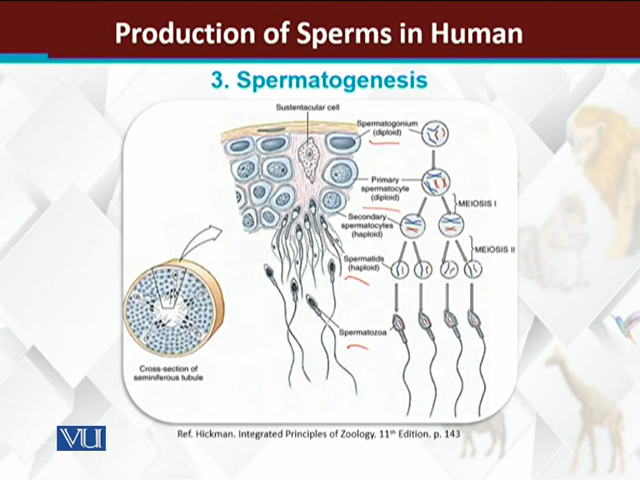 Production of Sperms in Human
3. Spermatogenesis
Sustentacular cell
Spermatogonium
(diploid)
Primary
spermatocyte
(diploid)
MEIOSIS I
Secondary
spermatocytes
(haploid)
MEIOSIS II
Spermatids
(haploid)
Spermatozoa
Cross-section of
seminiferous tubule
VU
Ref. Hickman. Integrated Principles of Zoology. 11th Edition. p. 143